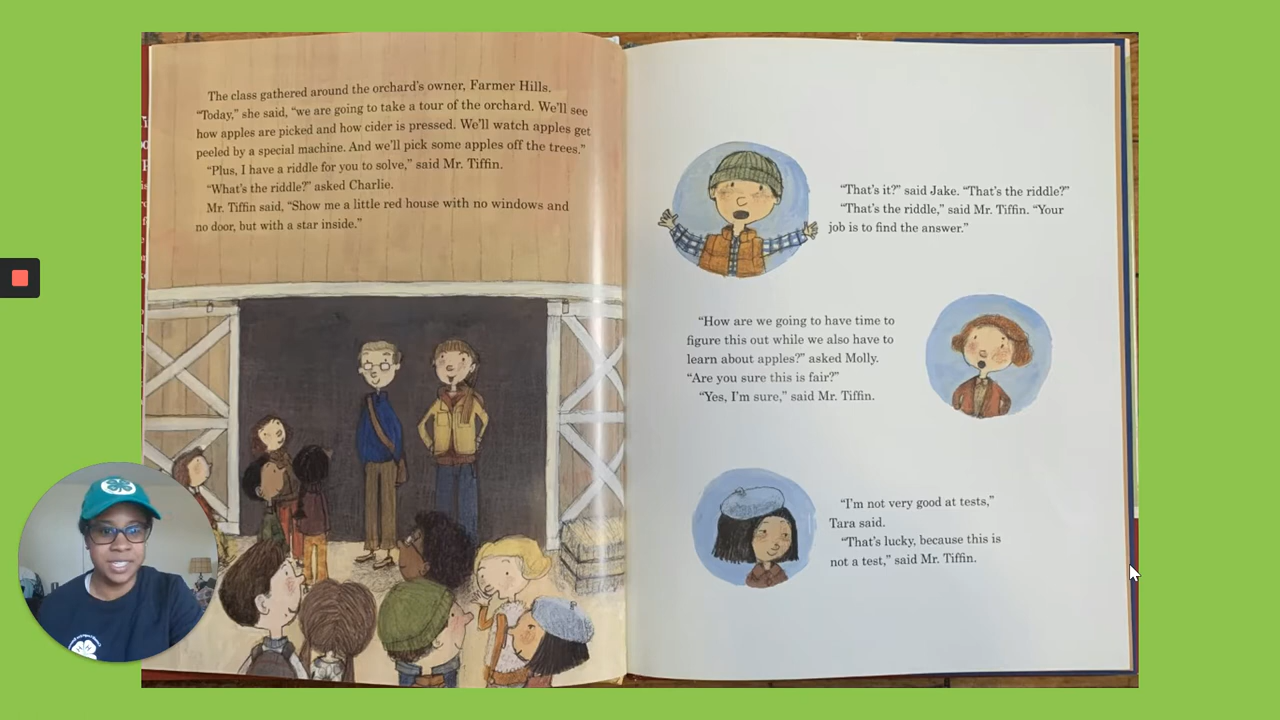 The class gathered around the orchard's owner, Farmer Hills.
"Today," she said, "we are going to take a tour of the orchard. We'll see
how apples are picked and how cider is pressed. We'll watch apples get
peeled by a special machine. And we'll pick some apples off the trees."
"Plus, I have a riddle for you to solve," said Mr. Tiffin.
"What's the riddle?" asked Charlie.
Mr. Tiffin said, "Show me a little red house with no windows and
no door, but with a star inside."
"That's it?" said Jake. "That's the riddle?"
"That's the riddle," said Mr. Tiffin. "Your
job is to find the answer."
"How are we going to have time to
figure this out while we also have to
learn about apples?" asked Molly.
"Are you sure this is fair?"
"Yes, I'm sure," said Mr. Tiffin.
"I'm not very good at tests,"
Tara said.
"That's lucky, because this is
not a test," said Mr. Tiffin.